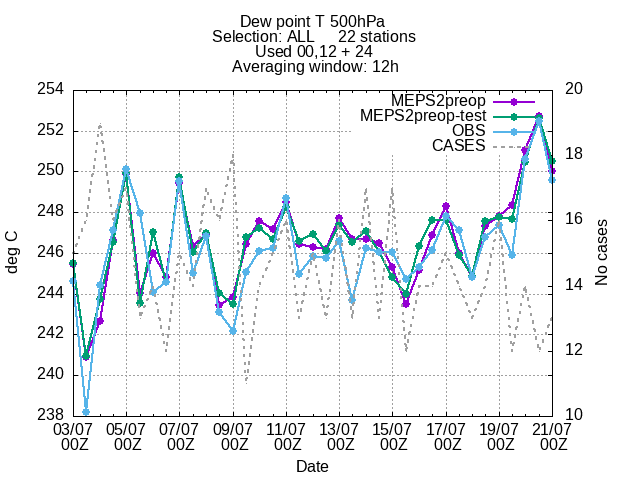 Dew point T 500hPa
Selection: ALL 22 stations
Used 00,12 + 24
Averaging window: 12h
254 20
MEPS2preop
MEPS2preop-test
252
OBS
CASES
18
250
248
16
246
deg C
No cases
14
244
242
12
240
238 10
03/07 05/07 07/07 09/07 11/07 13/07 15/07 17/07 19/07 21/07
00Z 00Z 00Z 00Z 00Z 00Z 00Z 00Z 00Z 00Z
Date